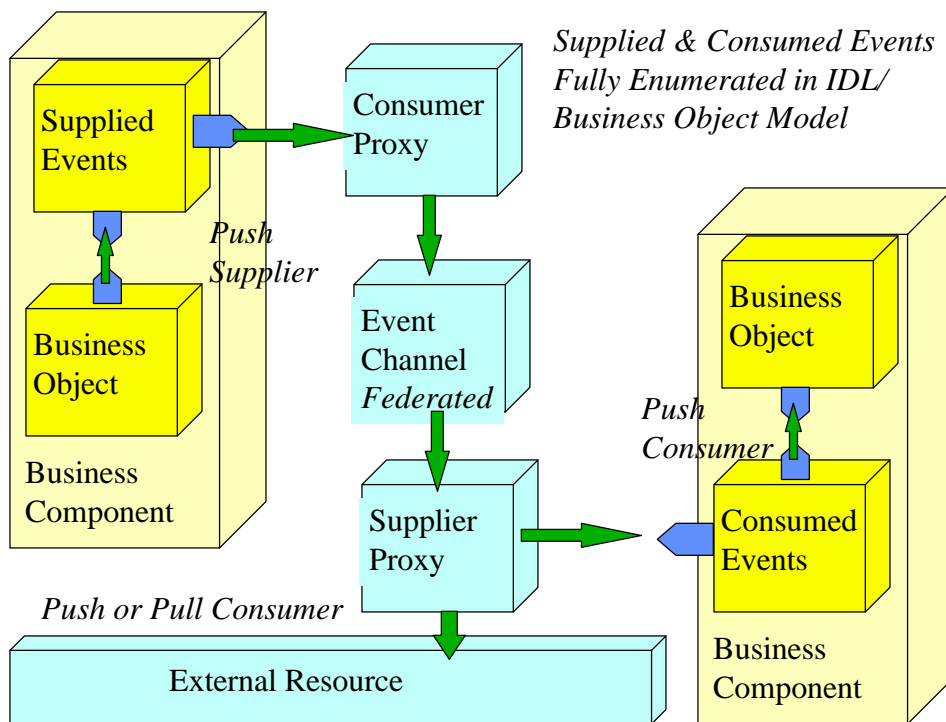 Supplied & Consumed Events
Fully Enumerated in IDL/
Business Object Model
Supplied
Events
Consumer
Proxy
Push
Supplier
Business
Object
Business
Component
Event
Channel
Federated
Supplier
Proxy
Business
Object
Push
Consumer
Consumed
Events
Business
Component
Push or Pull Consumer
External Resource